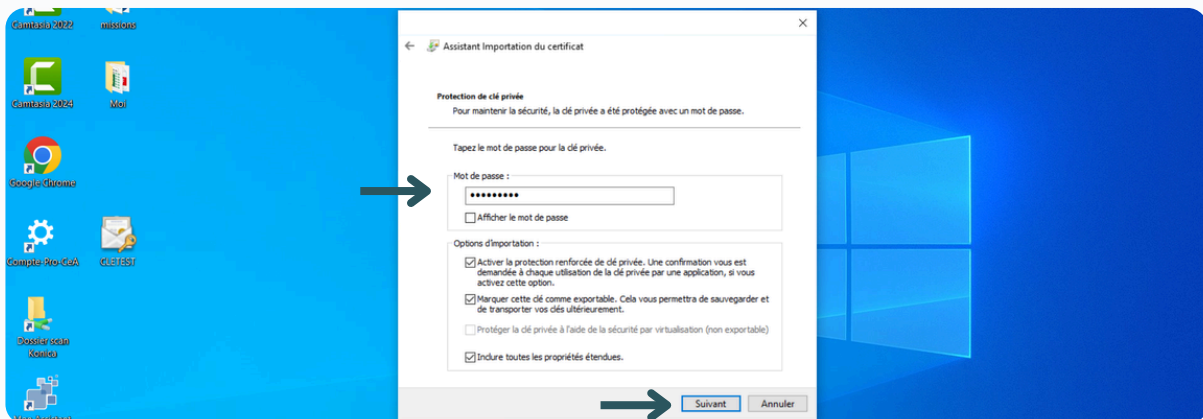 Camtasia 2022
missions
Camtasia 2024
Moi
Google Chrome
Compte-Pro-CeA
CLETEST
Dossier scan
Konica
Assistant Importation du certificat
Protection de clé privée
Pour maintenir la sécurité, la clé privée a été protégée avec un mot de passe.
Tapez le mot de passe pour la clé privée.
Mot de passe :
•••••••••
Afficher le mot de passe
Options d'importation :
Activer la protection renforcée de clé privée. Une confirmation vous est
demandée à chaque utilisation de la clé privée par une application, si vous
activez cette option.
Marquer cette clé comme exportable. Cela vous permettra de sauvegarder et
de transporter vos clés ultérieurement.
Protéger la clé privée à l'aide de la sécurité par virtualisation (non exportable)
Inclure toutes les propriétés étendues.
Suivant
Annuler